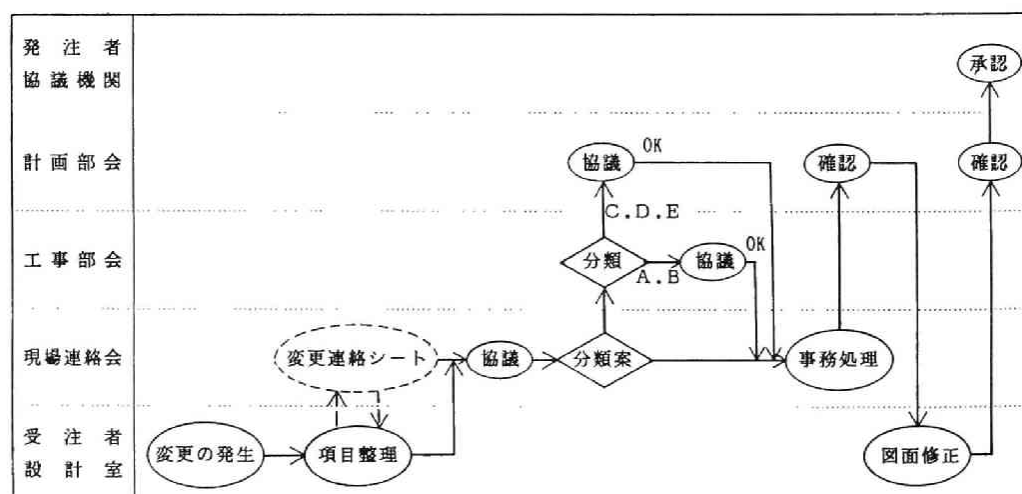 発注者
協議機関
承認
計画部会
協議
OK
確認
確認
C.D.E
工事部会
分類
A.B
協議
OK
現場連絡会
変更連絡シート
協議
分類案
事務処理
受注者
設計室
変更の発生
項目整理
図面修正